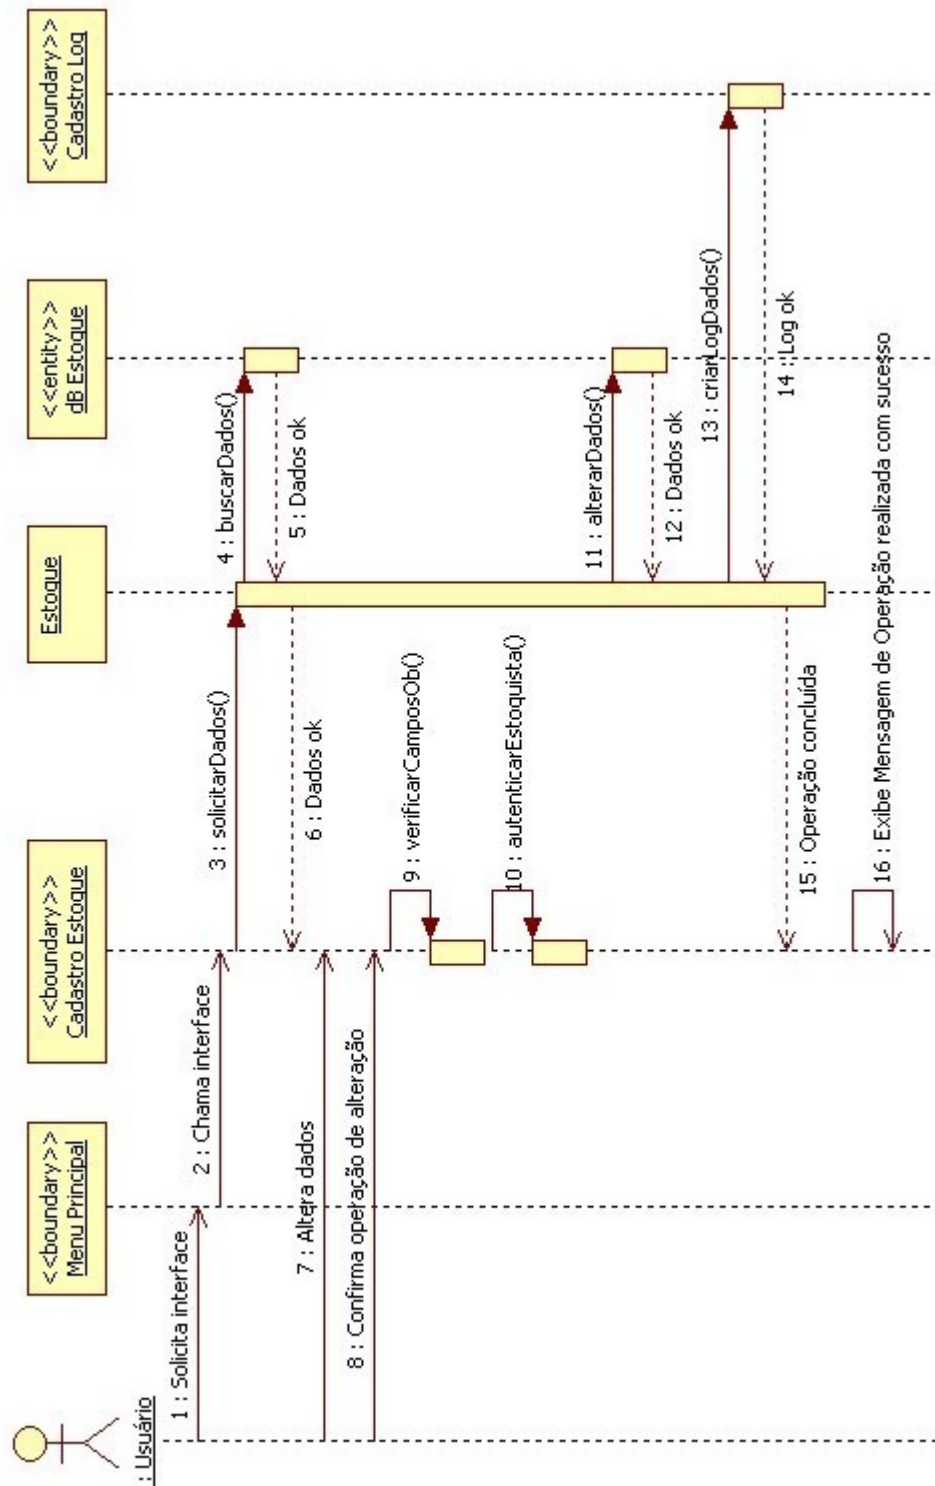 : Usuário
<<boundary>>
Menu Principal
<<boundary>>
Cadastro Estoque
Estoque
<<entity>>
dB Estoque
<<boundary>>
Cadastro Log
1 : Solicita interface
2 : Chama interface
3 : solicitarDados()
4 : buscarDados()
5 : Dados ok
6 : Dados ok
7 : Altera dados
8 : Confirma operação de alteração
9 : verificarCamposOb()
10 : autenticarEstoquista()
11 : alterarDados()
12 : Dados ok
13 : criarLogDados()
14 : Log ok
15 : Operação concluída
16 : Exibe Mensagem de Operação realizada com sucesso